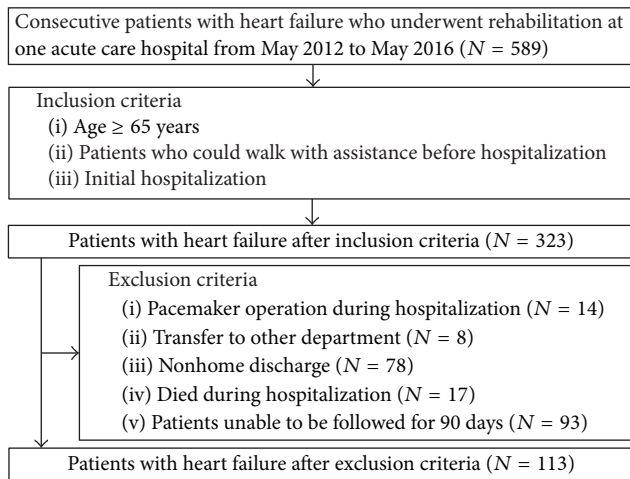 Consecutive patients with heart failure who underwent rehabilitation at
one acute care hospital from May 2012 to May 2016 (N = 589)
Inclusion criteria
(i) Age ≥ 65 years
(ii) Patients who could walk with assistance before hospitalization
(iii) Initial hospitalization
Patients with heart failure after inclusion criteria (N = 323)
Exclusion criteria
(i) Pacemaker operation during hospitalization (N = 14)
(ii) Transfer to other department (N = 8)
(iii) Nonhome discharge (N = 78)
(iv) Died during hospitalization (N = 17)
(v) Patients unable to be followed for 90 days (N = 93)
Patients with heart failure after exclusion criteria (N = 113)